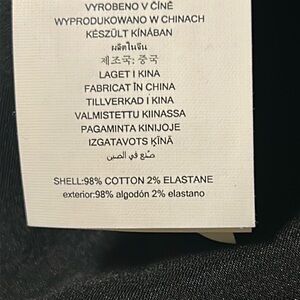 VYROBENO V ČÍNĚ
WYPRODUKOWANO W CHINACH
KÉSZÜLT KÍNÁBAN
ผลิตในจีน
제조국: 중국
LAGET I KINA
FABRICAT ÎN CHINA
TILLVERKAD I KINA
VALMISTETTU KIINASSA
PAGAMINTA KINIJOJE
IZGATAVOTS ĶĪNĀ
صنع في الصين
SHELL:98% COTTON 2% ELASTANE
exterior:98% algodón 2% elastano